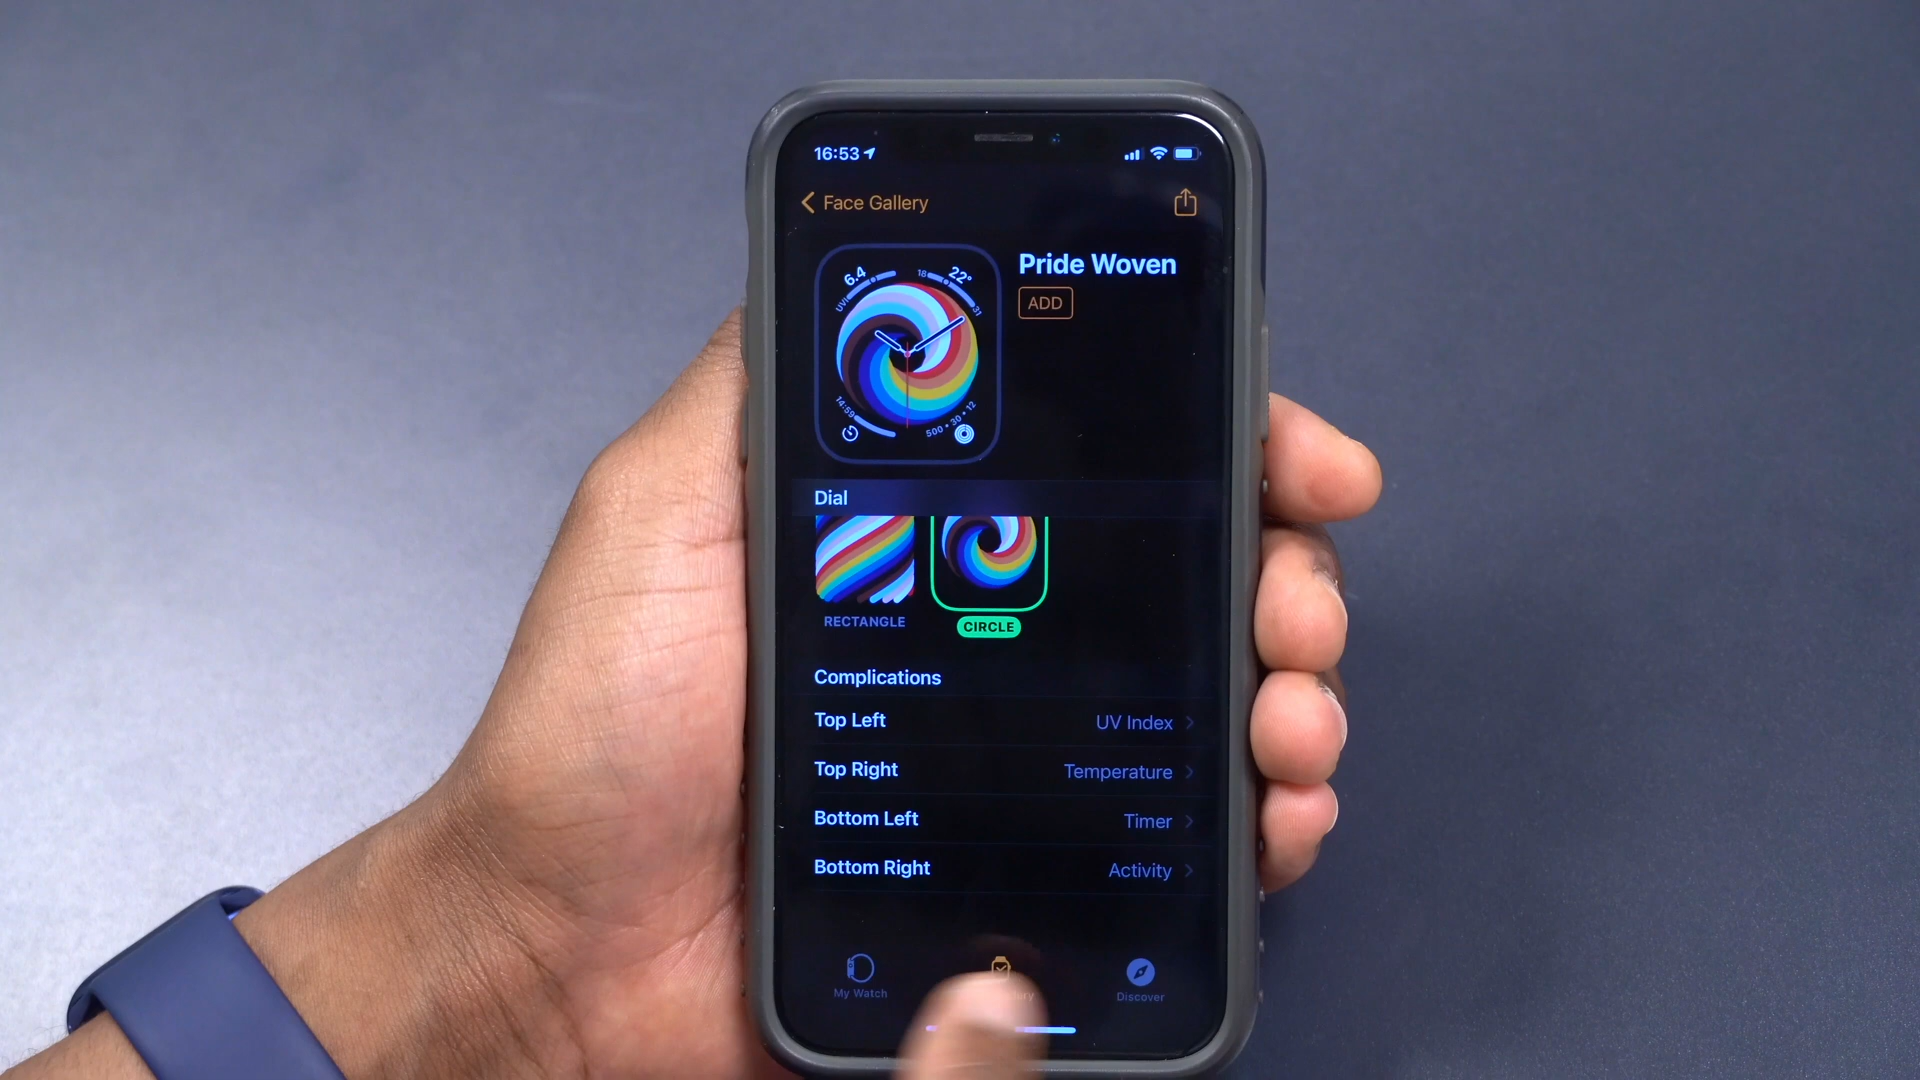 16:53
Face Gallery
6.4
UVI
18
22°
31
14:59
500 • 30 • 12
Pride Woven
ADD
Dial
RECTANGLE
CIRCLE
Complications
Top Left
UV Index
Top Right
Temperature
Bottom Left
Timer
Bottom Right
Activity
My Watch
Discover